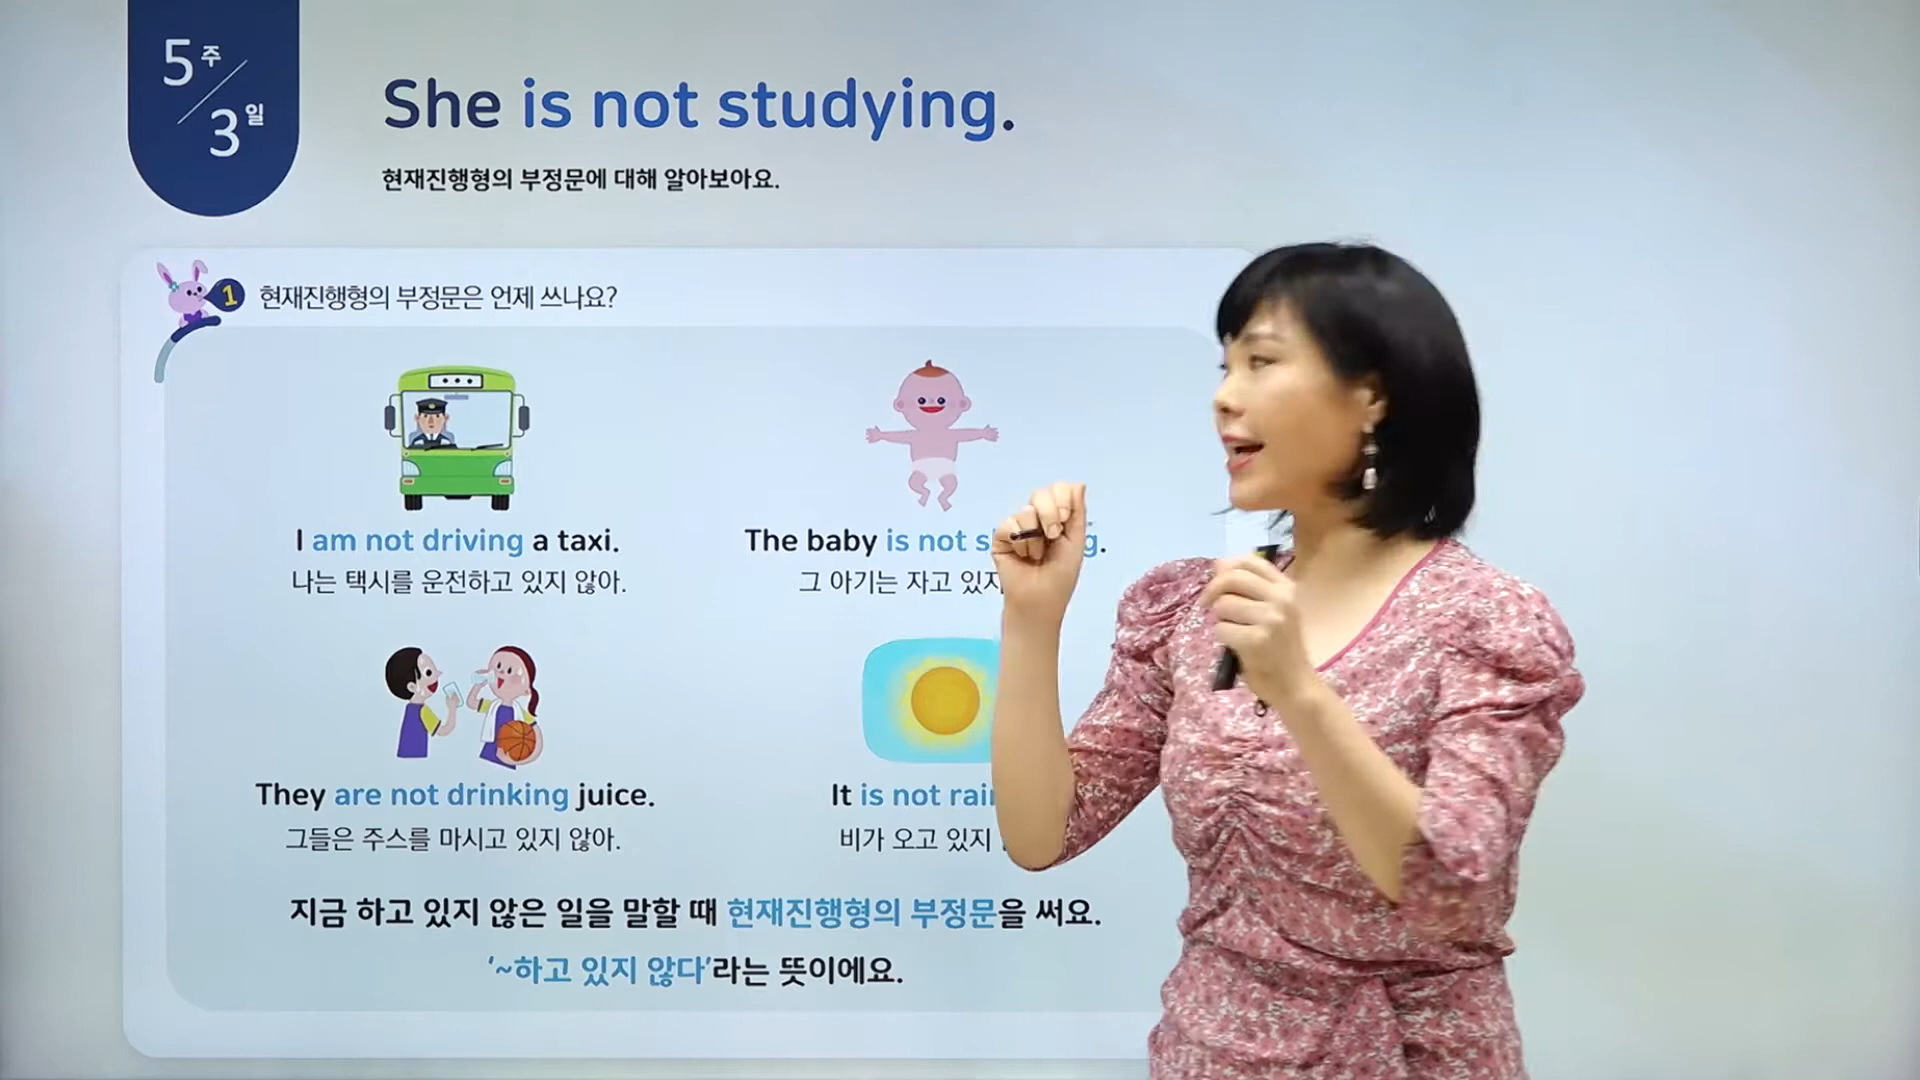 5주
3일
She is not studying.
현재진행형의 부정문에 대해 알아보아요.
1 현재진행형의 부정문은 언제 쓰나요?
I am not driving a taxi.
나는 택시를 운전하고 있지 않아.
The baby is not
그 아기는 자고 있지
They are not drinking juice.
그들은 주스를 마시고 있지 않아.
It is not
비가 오고 있지
지금 하고 있지 않은 일을 말할 때 현재진행형의 부정문을 써요.
'~하고 있지 않다'라는 뜻이에요.